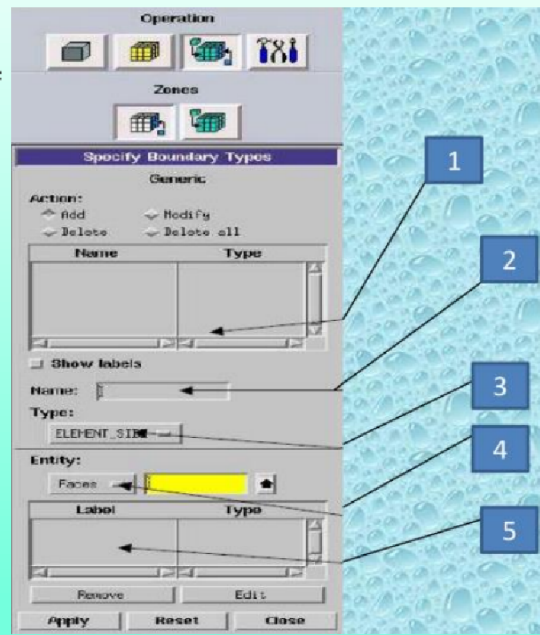 Operation
Zones
Specify Boundary Types
Generic
Action:
Add Modify
Delete Delete all
Name Type
1
2
Show labels
Name:
3
Type:
4
Entity:
Faces
Label Type
5
Remove Edit
Apply Reset Close